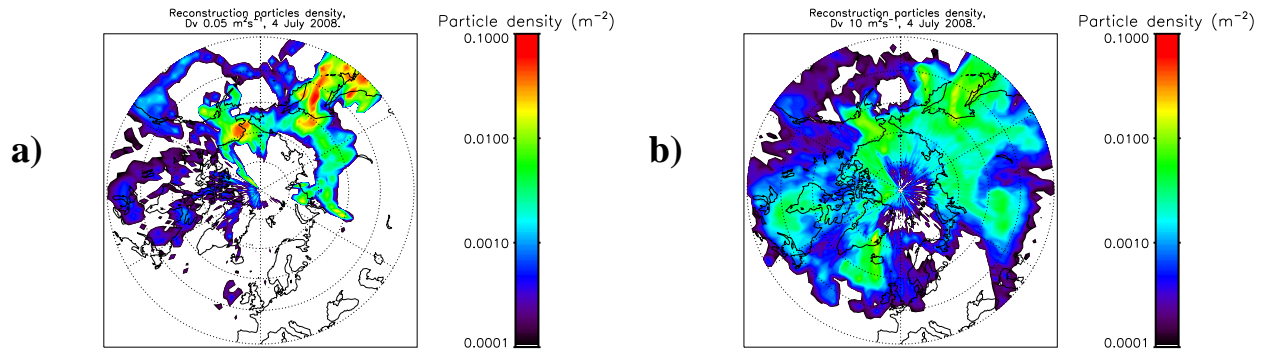 a)
Reconstruction particles density,
Dv 0.05 m²s⁻¹, 4 July 2008.
Particle density (m⁻²)
0.1000
0.0100
0.0010
0.0001
b)
Reconstruction particles density,
Dv 10 m²s⁻¹, 4 July 2008.
Particle density (m⁻²)
0.1000
0.0100
0.0010
0.0001